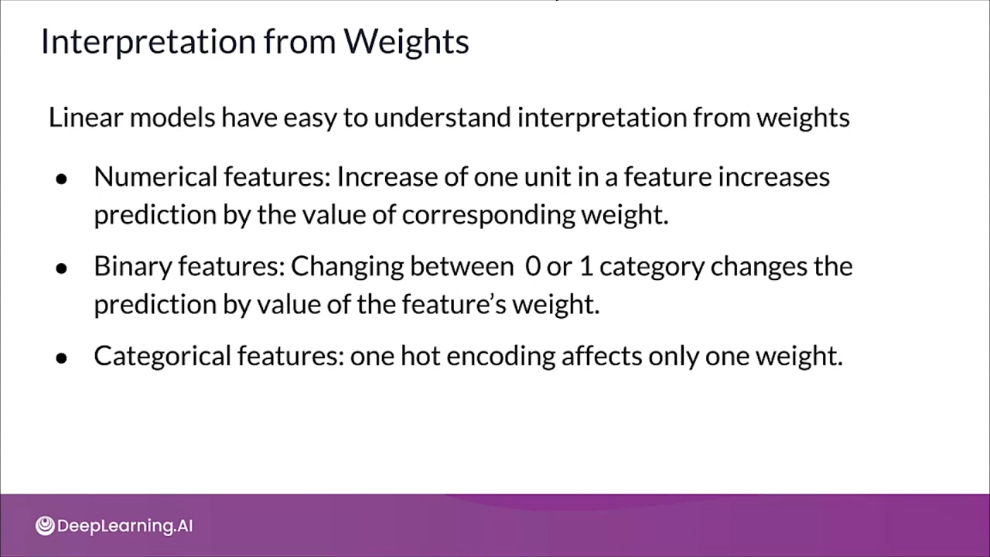 Interpretation from Weights
Linear models have easy to understand interpretation from weights
● Numerical features: Increase of one unit in a feature increases
prediction by the value of corresponding weight.
● Binary features: Changing between 0 or 1 category changes the
prediction by value of the feature’s weight.
● Categorical features: one hot encoding affects only one weight.
DeepLearning.AI